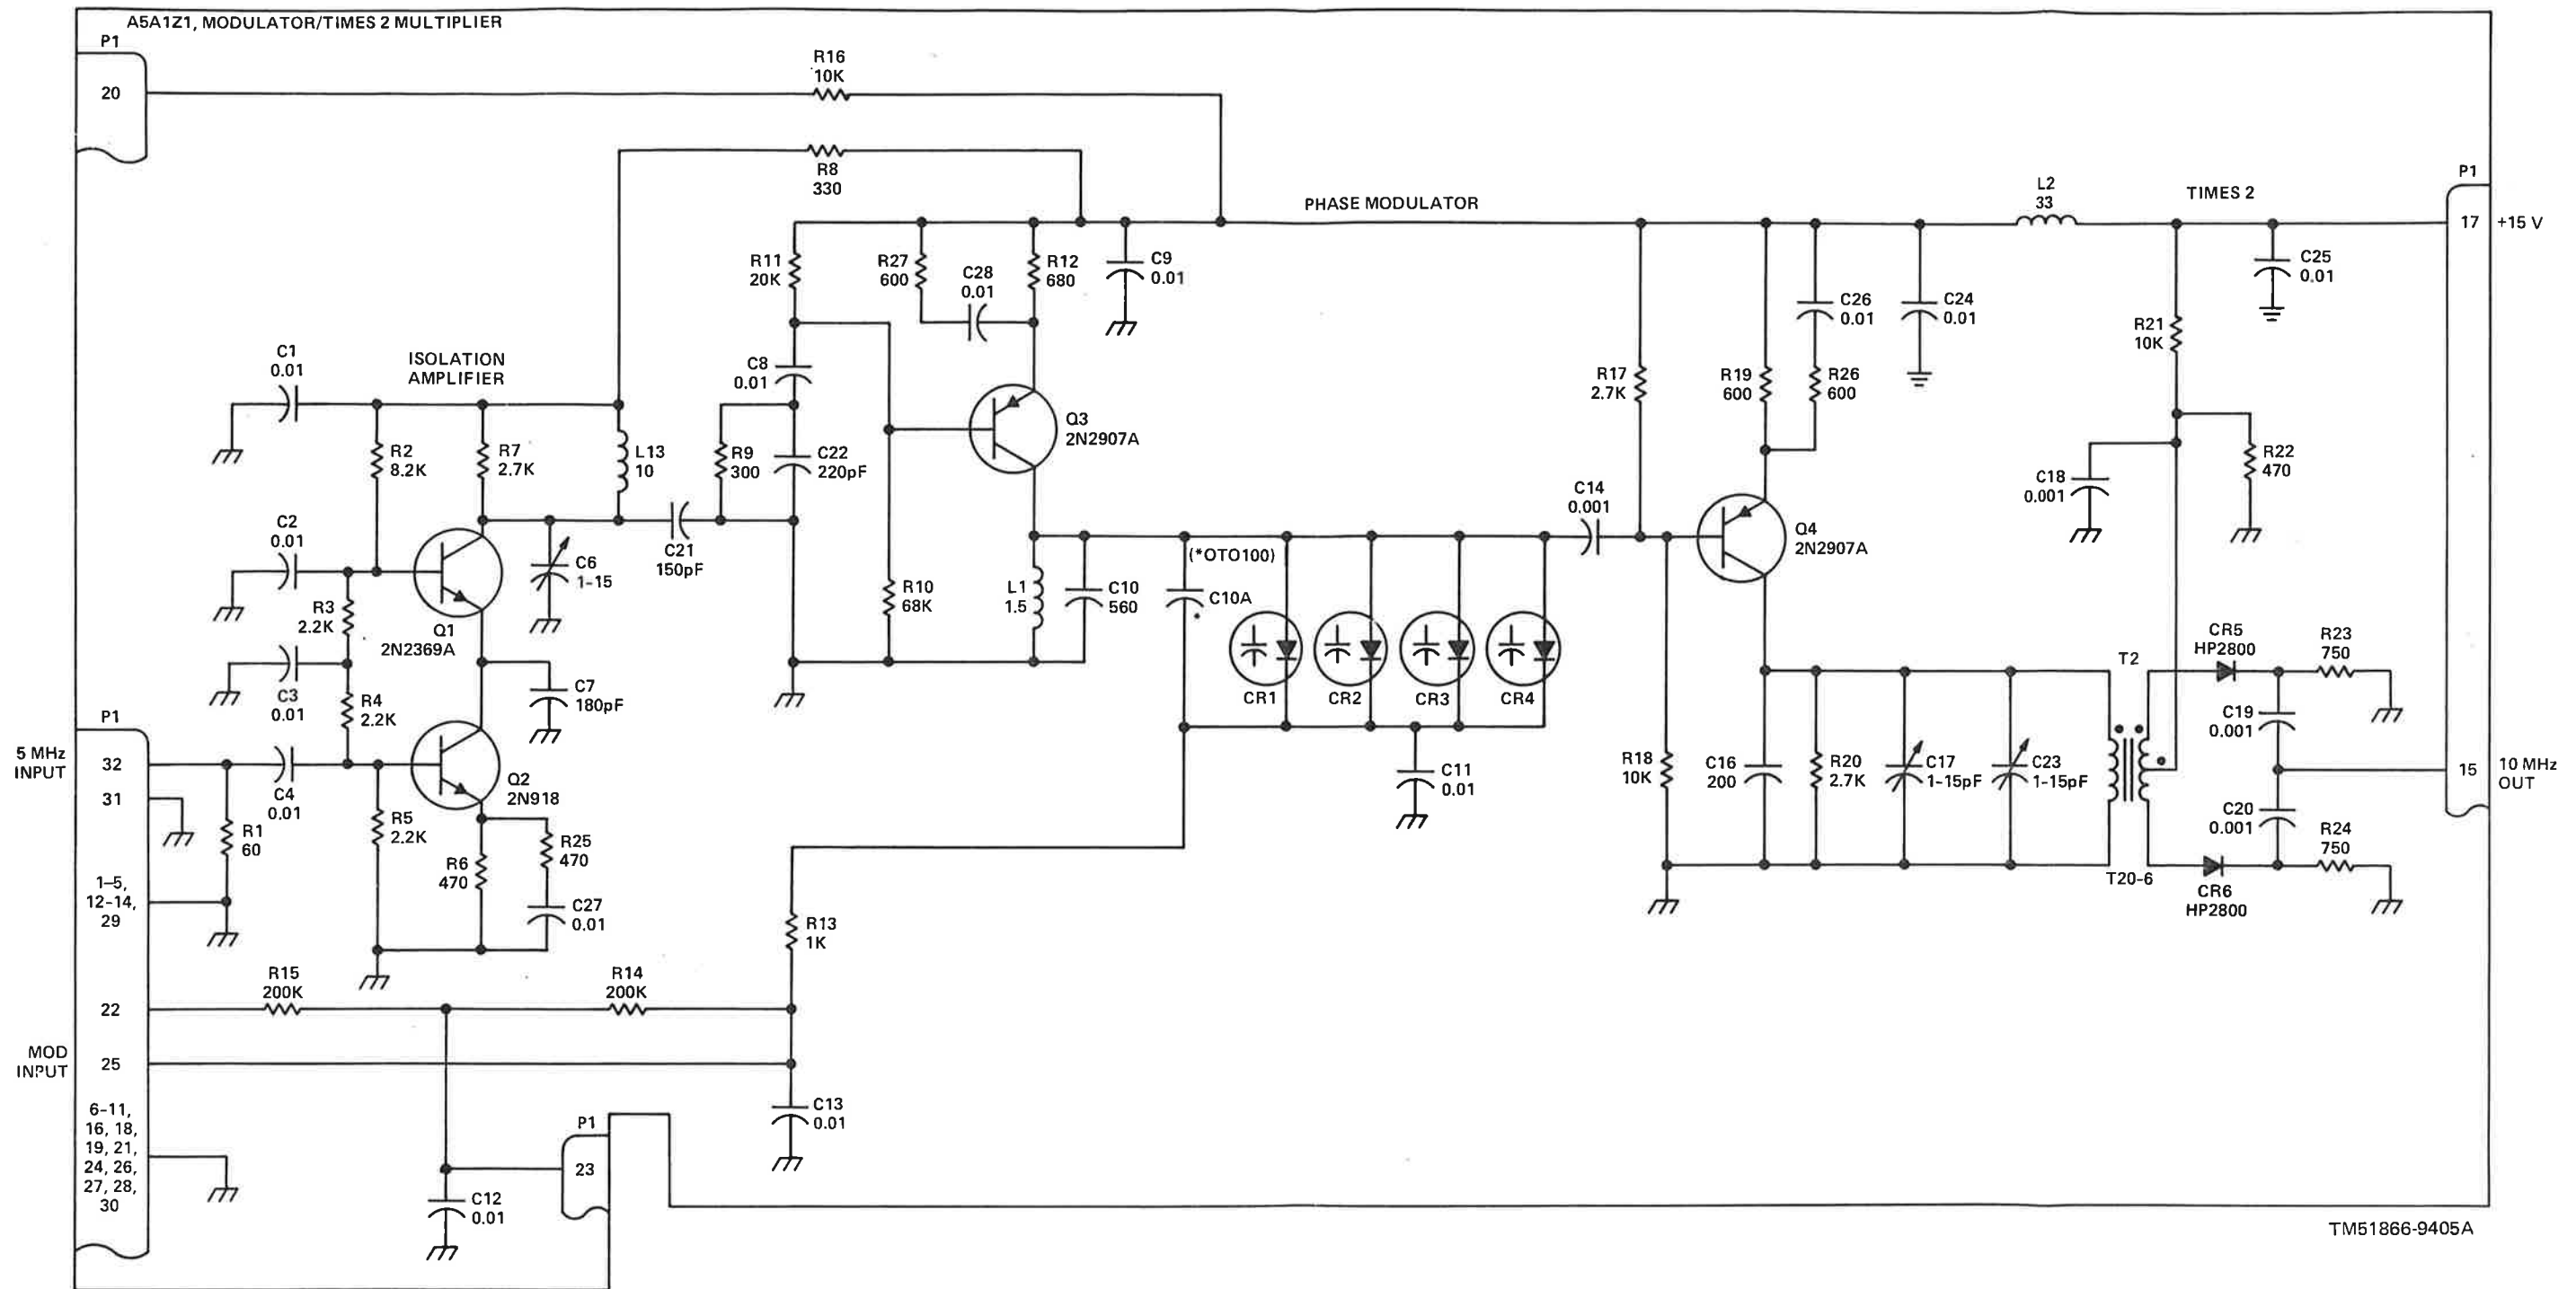 A5A1Z1, MODULATOR/TIMES 2 MULTIPLIER
P1
20
R16
10K
R8
330
PHASE MODULATOR
L2
33
TIMES 2
P1
17
+15 V
R11
20K
R27
600
C28
0.01
R12
680
C9
0.01
C26
0.01
C24
0.01
C25
0.01
R21
10K
C1
0.01
ISOLATION
AMPLIFIER
C8
0.01
R17
2.7K
R19
600
R26
600
Q3
2N2907A
R2
8.2K
R7
2.7K
L13
10
R9
300
C22
220pF
R22
470
C18
0.001
C14
0.001
C2
0.01
C21
150pF
Q4
2N2907A
(*OTO100)
C6
1-15
R3
2.2K
R10
68K
L1
1.5
C10
560
C10A
*
Q1
2N2369A
CR1
CR2
CR3
CR4
T2
CR5
HP2800
R23
750
C3
0.01
R4
2.2K
C7
180pF
C19
0.001
P1
5 MHz
INPUT
32
31
C4
0.01
Q2
2N918
C11
0.01
R18
10K
C16
200
R20
2.7K
C17
1-15pF
C23
1-15pF
15
10 MHz
OUT
C20
0.001
R1
60
R5
2.2K
R6
470
R25
470
R24
750
T20-6
CR6
HP2800
1-5,
12-14,
29
C27
0.01
R13
1K
R15
200K
R14
200K
22
MOD
INPUT
25
C13
0.01
6-11,
16, 18,
19, 21,
24, 26,
27, 28,
30
P1
23
C12
0.01
TM51866-9405A